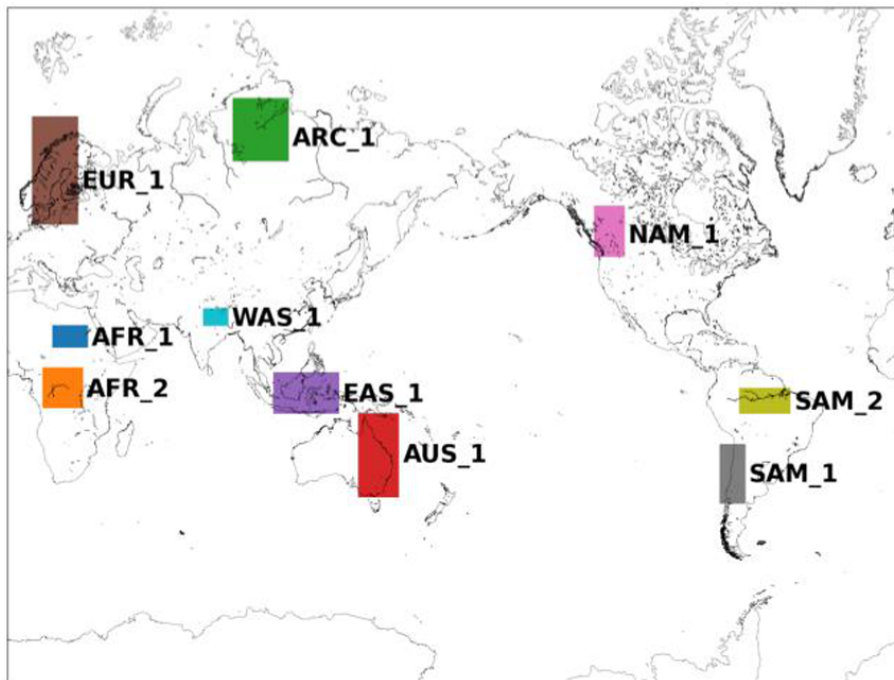 ARC_1
EUR_1
NAM_1
WAS_1
AFR_1
AFR_2
EAS_1
SAM_2
AUS_1
SAM_1